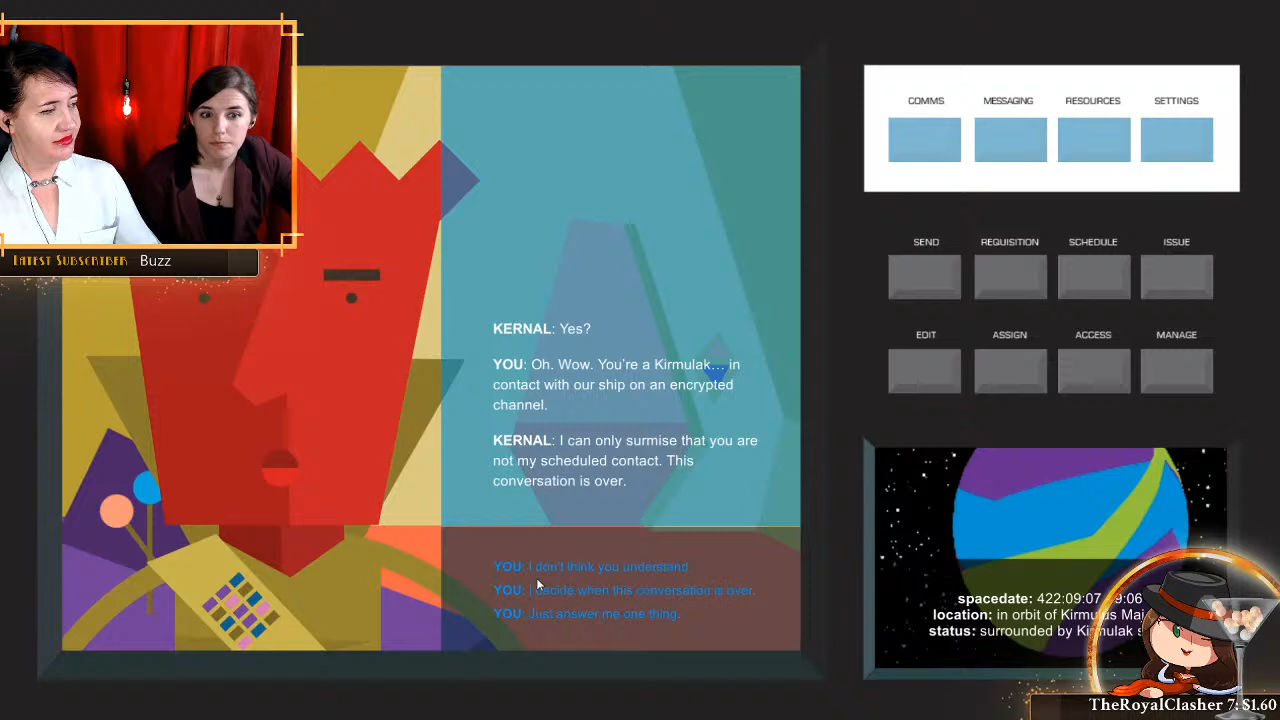 LATEST SUBSCRIBER Buzz
KERNAL: Yes?
YOU: Oh. Wow. You're a Kirmulak... in
contact with our ship on an encrypted
channel.
KERNAL: I can only surmise that you are
not my scheduled contact. This
conversation is over.
YOU: I don't think you understand.
YOU: I decide when this conversation is over.
YOU: Just answer me one thing.
COMMS MESSAGING RESOURCES SETTINGS
SEND REQUISITION SCHEDULE ISSUE
EDIT ASSIGN ACCESS MANAGE
spacedate: 422:09:07
location: in orbit of Kirmulus
status: surrounded by Kirmulak
TheRoyalClasher 7: $1.60